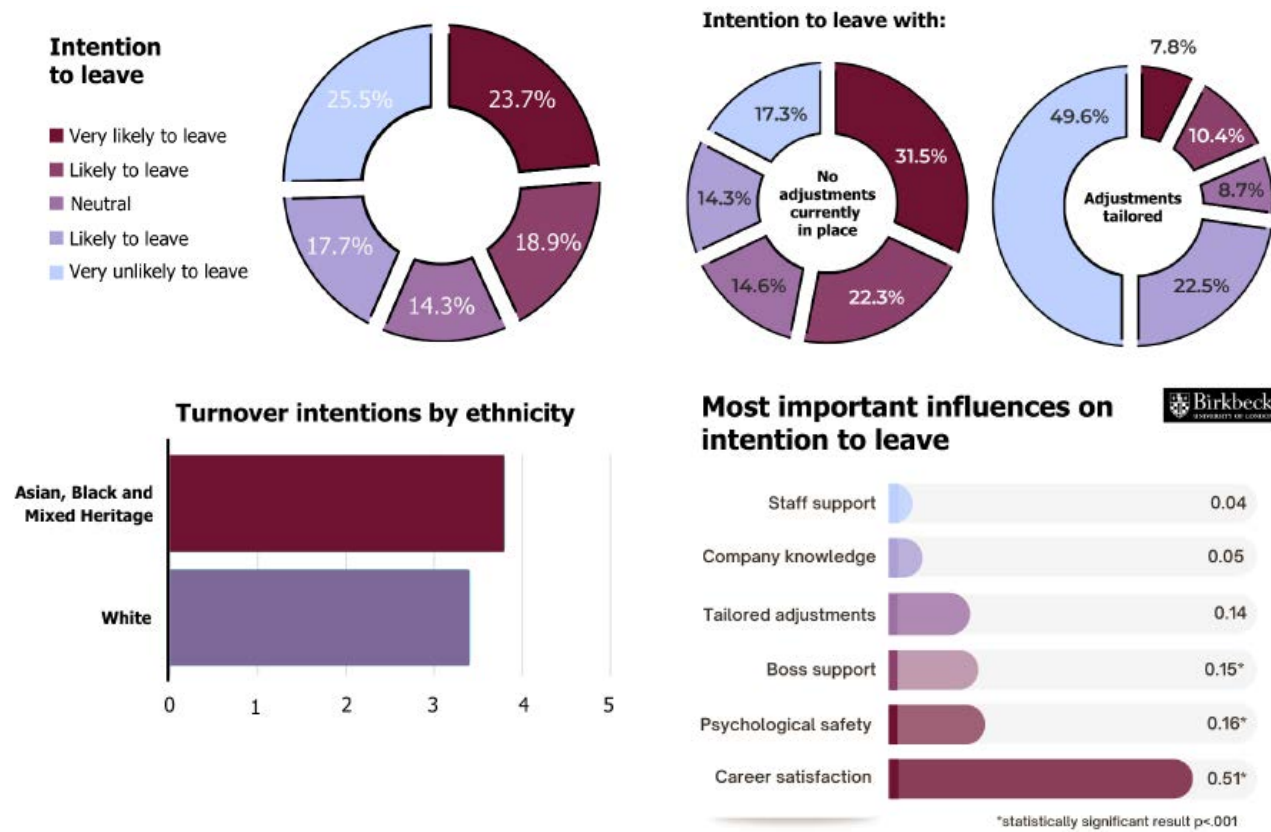 Intention
to leave
Very likely to leave
Likely to leave
Neutral
Likely to leave
Very unlikely to leave
25.5%
23.7%
17.7%
18.9%
14.3%
Intention to leave with:
17.3%
31.5%
14.3%
14.6%
22.3%
No
adjustments
currently
in place
7.8%
49.6%
10.4%
8.7%
22.5%
Adjustments
tailored
Turnover intentions by ethnicity
Asian, Black and
Mixed Heritage
White
0 1 2 3 4 5
Most important influences on
intention to leave
Birkbeck
UNIVERSITY OF LONDON
Staff support 0.04
Company knowledge 0.05
Tailored adjustments 0.14
Boss support 0.15*
Psychological safety 0.16*
Career satisfaction 0.51*
*statistically significant result p<.001